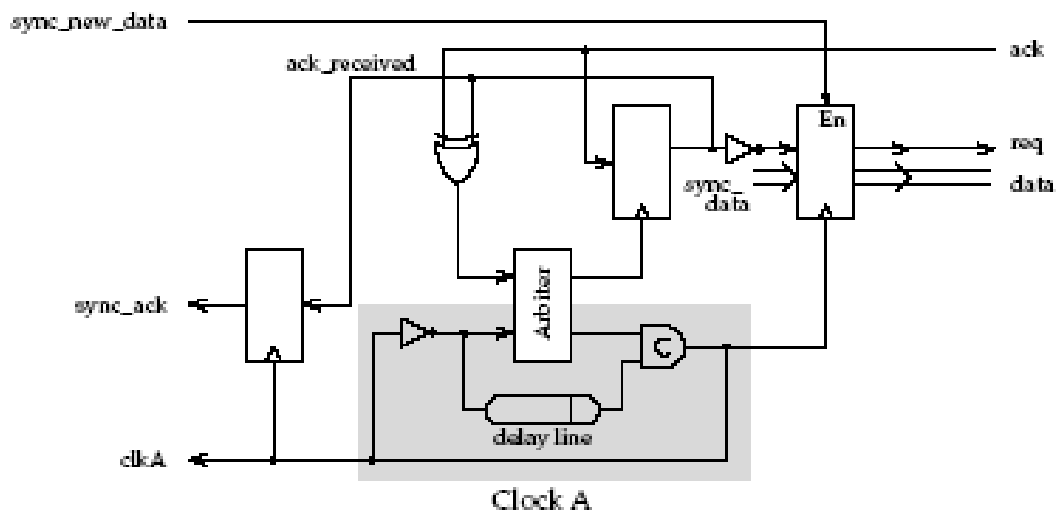 sync_new_data
ack
ack_received
En
req
sync_
data
data
Arbiter
sync_ack
C
delay line
clkA
Clock A